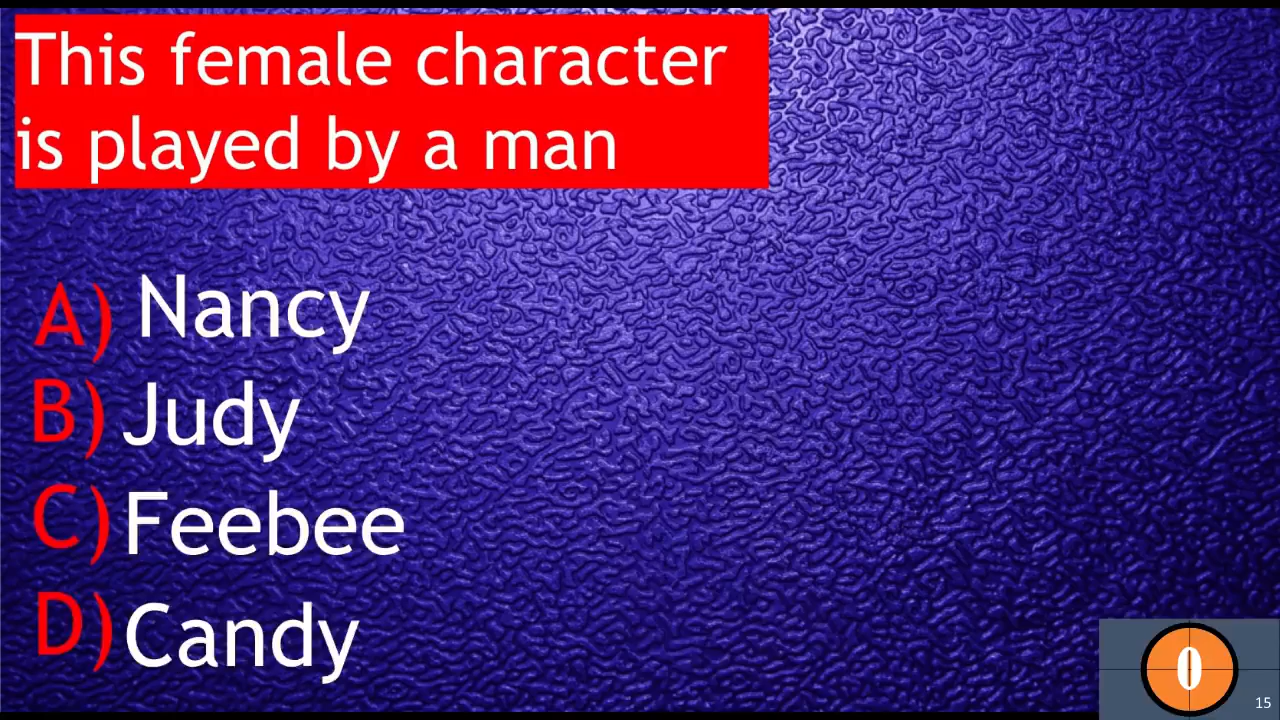 This female character
is played by a man
A) Nancy
B) Judy
C) Feebee
D) Candy
0
15